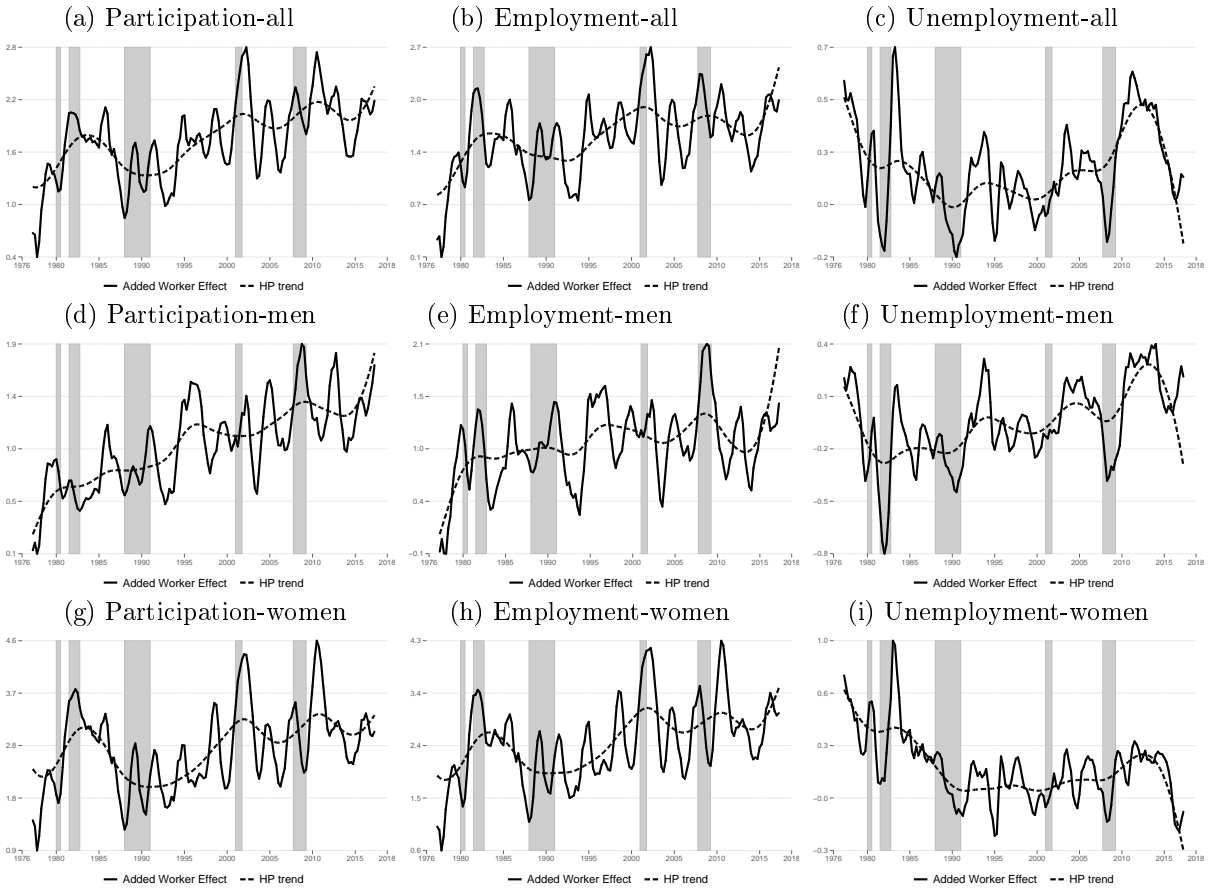 (a) Participation-all
(b) Employment-all
(c) Unemployment-all
2.8
2.2
1.6
1.0
0.4
1976 1980 1985 1990 1995 2000 2005 2010 2015 2018
Added Worker Effect HP trend
2.7
2.0
1.4
0.7
0.1
1976 1980 1985 1990 1995 2000 2005 2010 2015 2018
Added Worker Effect HP trend
0.7
0.5
0.3
0.0
−0.2
1976 1980 1985 1990 1995 2000 2005 2010 2015 2018
Added Worker Effect HP trend
(d) Participation-men
(e) Employment-men
(f) Unemployment-men
1.9
1.4
1.0
0.5
0.1
1976 1980 1985 1990 1995 2000 2005 2010 2015 2018
Added Worker Effect HP trend
2.1
1.5
1.0
0.4
−0.1
1976 1980 1985 1990 1995 2000 2005 2010 2015 2018
Added Worker Effect HP trend
0.4
0.1
−0.2
−0.5
−0.8
1976 1980 1985 1990 1995 2000 2005 2010 2015 2018
Added Worker Effect HP trend
(g) Participation-women
(h) Employment-women
(i) Unemployment-women
4.6
3.7
2.8
1.8
0.9
1976 1980 1985 1990 1995 2000 2005 2010 2015 2018
Added Worker Effect HP trend
4.3
3.4
2.4
1.5
0.6
1976 1980 1985 1990 1995 2000 2005 2010 2015 2018
Added Worker Effect HP trend
1.0
0.6
0.3
−0.0
−0.3
1976 1980 1985 1990 1995 2000 2005 2010 2015 2018
Added Worker Effect HP trend